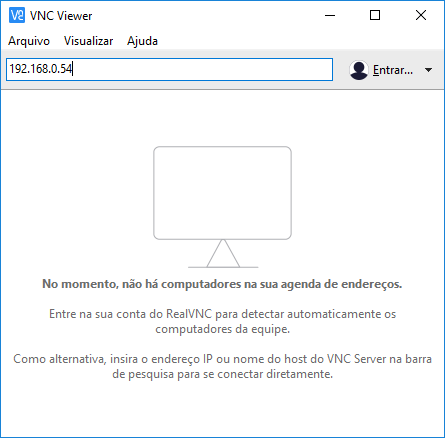 VNC Viewer
Arquivo Visualizar Ajuda
192.168.0.54
Entrar...
No momento, não há computadores na sua agenda de endereços.
Entre na sua conta do RealVNC para detectar automaticamente os
computadores da equipe.
Como alternativa, insira o endereço IP ou nome do host do VNC Server na barra
de pesquisa para se conectar diretamente.